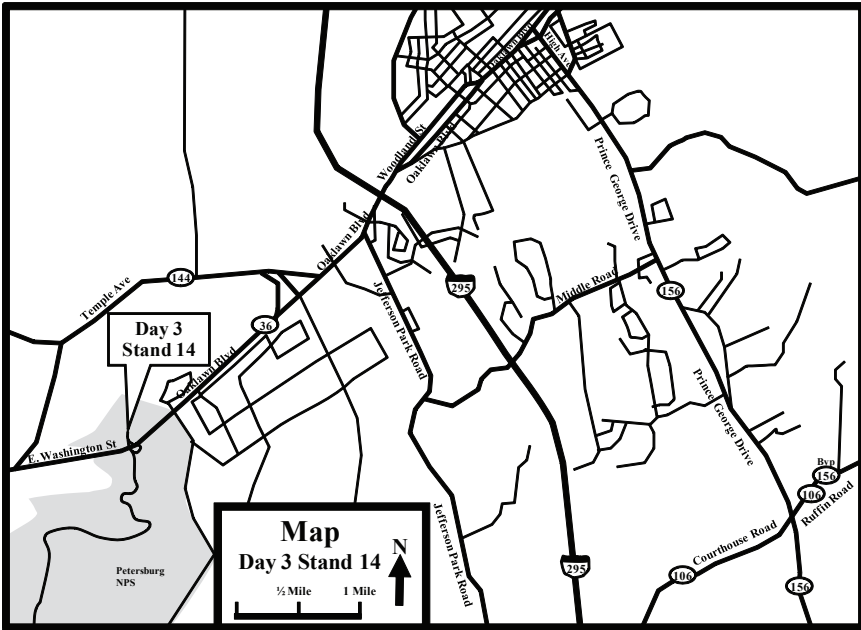 Oaklawn Blvd
High Ave
Woodland St
Oaklawn Blvd
Prince George Drive
Oaklawn Blvd
144
Temple Ave
Jefferson Park Road
295
Middle Road
156
36
Day 3
Stand 14
Oaklawn Blvd
Prince George Drive
E. Washington St
Byp
156
106
Ruffin Road
Courthouse Road
Jefferson Park Road
Map
Day 3 Stand 14
N
½ Mile
1 Mile
Petersburg
NPS
295
106
156